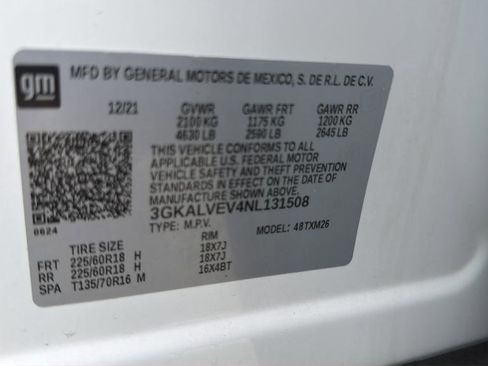 gm
MFD BY GENERAL MOTORS DE MEXICO, S. DE R.L. DE C.V.
12/21 GVWR GAWR FRT GAWR RR
2100 KG 1175 KG 1200 KG
4630 LB 2590 LB 2645 LB
THIS VEHICLE CONFORMS TO ALL
APPLICABLE U.S. FEDERAL MOTOR
VEHICLE SAFETY AND THEFT PREVENTION
STANDARDS IN EFFECT ON THE DATE OF
MANUFACTURE SHOWN ABOVE.
3GKALVEV4NL131508
0624 TYPE: M.P.V. MODEL: 48TXM26
TIRE SIZE RIM
FRT 225/60R18 H 18X7J
RR 225/60R18 H 18X7J
SPA T135/70R16 M 16X4BT